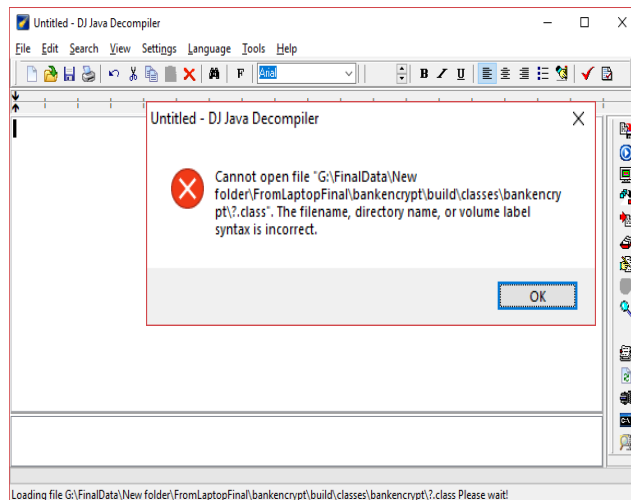 Untitled - DJ Java Decompiler
File Edit Search View Settings Language Tools Help
F Arial B Z U
Untitled - DJ Java Decompiler
Cannot open file "G:\FinalData\New
folder\FromLaptopFinal\bankencrypt\build\classes\bankencry
pt\?.class". The filename, directory name, or volume label
syntax is incorrect.
OK
Loading file G:\FinalData\New folder\FromLaptopFinal\bankencrypt\build\classes\bankencrypt\?.class Please wait!